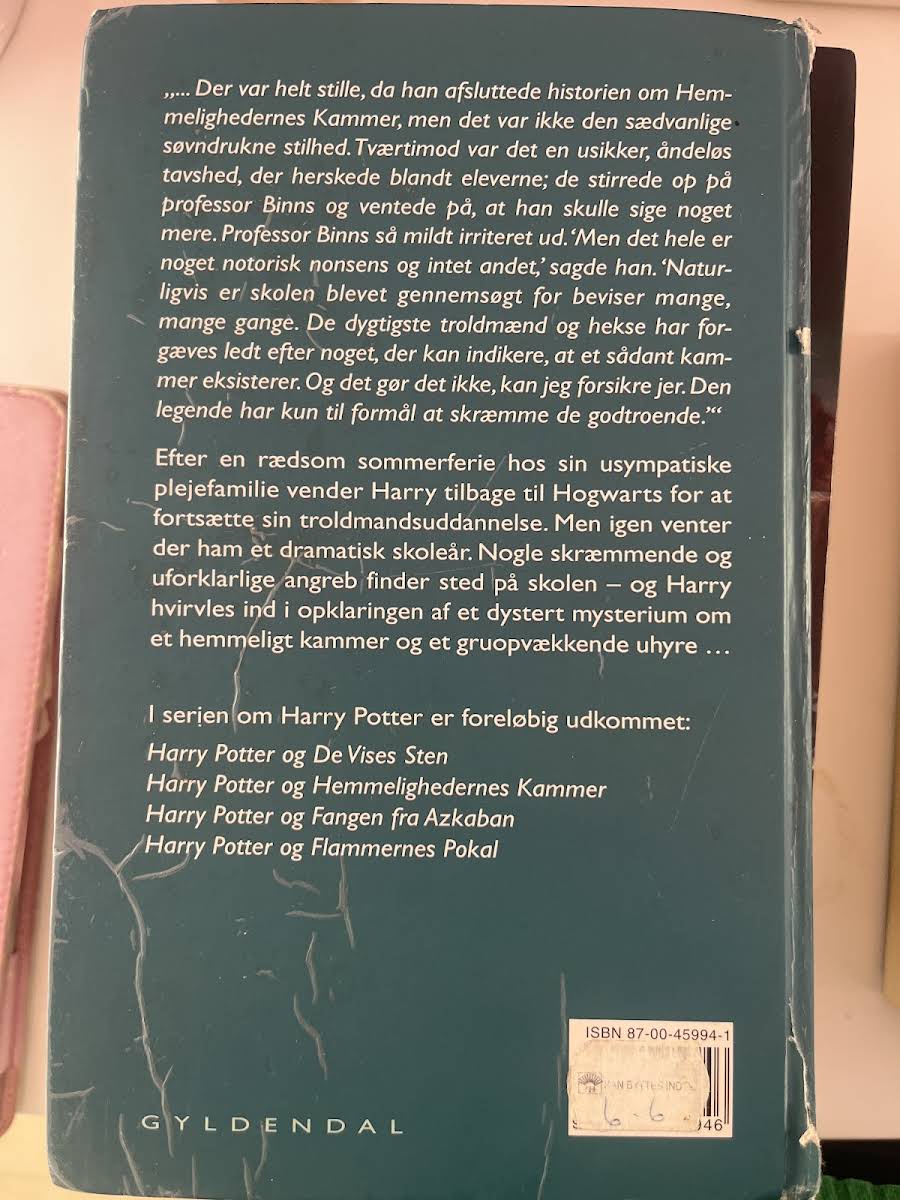 „... Der var helt stille, da han afsluttede historien om Hem-
melighedernes Kammer, men det var ikke den sædvanlige
søvndrukne stilhed. Tværtimod var det en usikker, åndeløs
tavshed, der herskede blandt eleverne; de stirrede op på
professor Binns og ventede på, at han skulle sige noget
mere. Professor Binns så mildt irriteret ud. ‘Men det hele er
noget notorisk nonsens og intet andet,’ sagde han. ‘Natur-
ligvis er skolen blevet gennemsøgt for beviser mange,
mange gange. De dygtigste troldmænd og hekse har for-
gæves ledt efter noget, der kan indikere, at et sådant kam-
mer eksisterer. Og det gør det ikke, kan jeg forsikre jer. Den
legende har kun til formål at skræmme de godtroende.’“
Efter en rædsom sommerferie hos sin usympatiske
plejefamilie vender Harry tilbage til Hogwarts for at
fortsætte sin troldmandsuddannelse. Men igen venter
der ham et dramatisk skoleår. Nogle skræmmende og
uforklarlige angreb finder sted på skolen – og Harry
hvirvles ind i opklaringen af et dystert mysterium om
et hemmeligt kammer og et gruopvækkende uhyre ...
I serien om Harry Potter er foreløbig udkommet:
Harry Potter og De Vises Sten
Harry Potter og Hemmelighedernes Kammer
Harry Potter og Fangen fra Azkaban
Harry Potter og Flammernes Pokal
ISBN 87-00-45994-1
6.6
946
GYLDENDAL